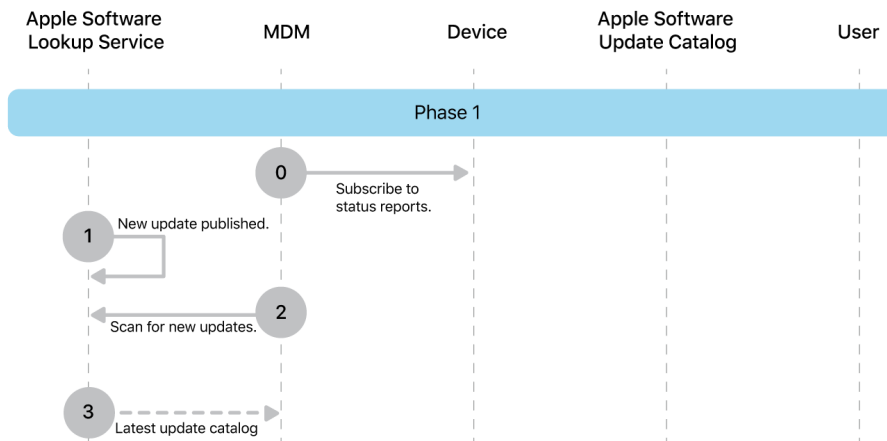 Apple Software
Lookup Service
MDM
Device
Apple Software
Update Catalog
User
Phase 1
0
Subscribe to
status reports.
1
New update published.
2
Scan for new updates.
3
Latest update catalog